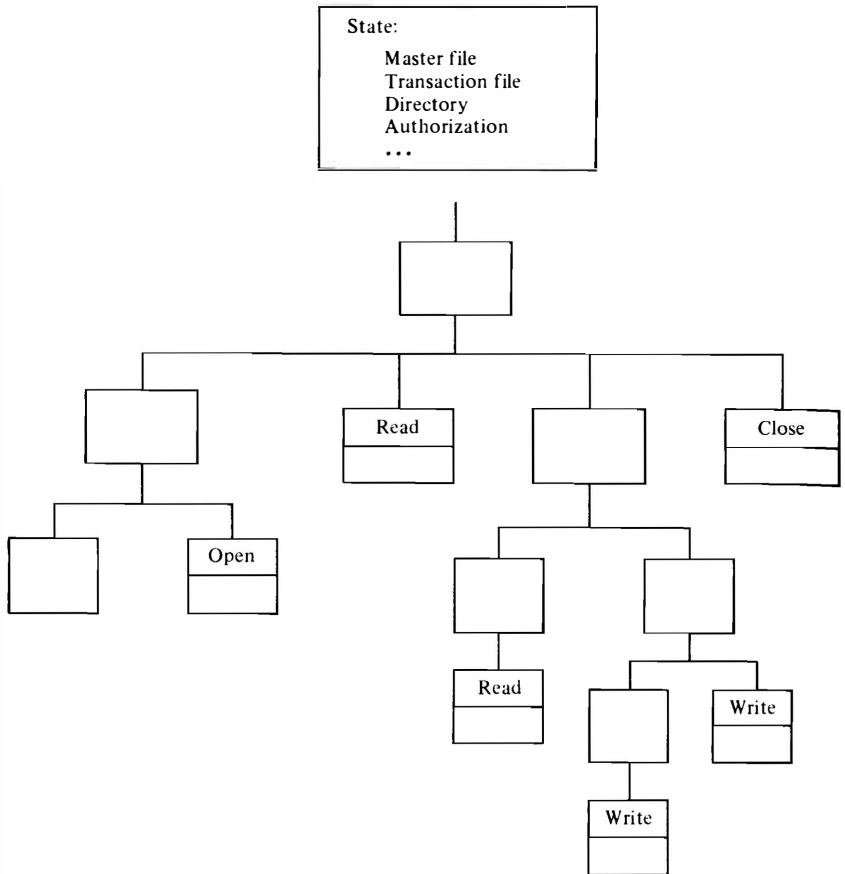 State:
Master file
Transaction file
Directory
Authorization
...
Read
Close
Open
Read
Write
Write